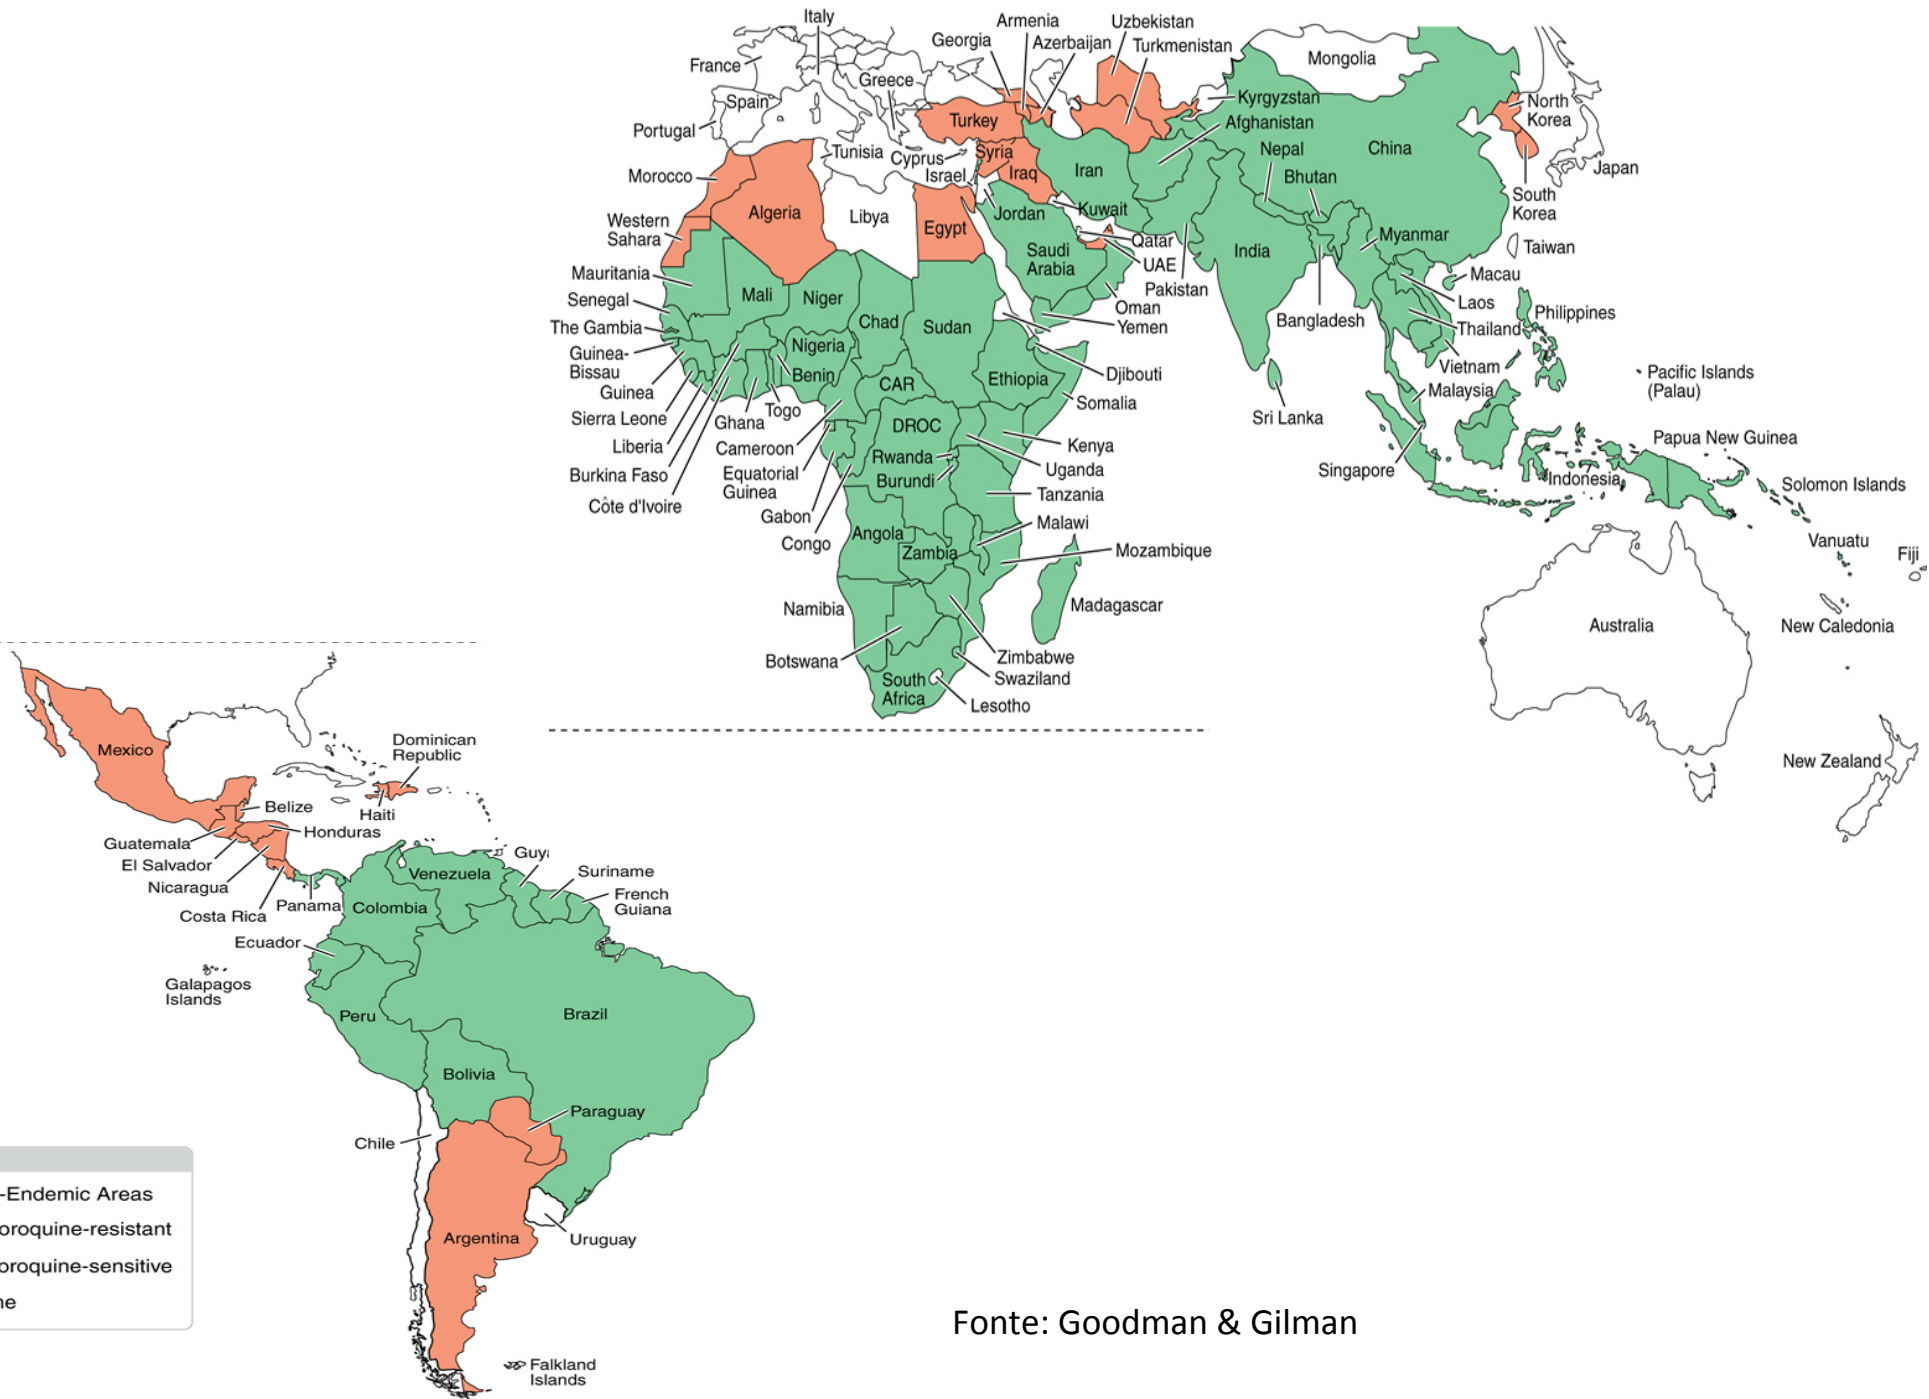 Italy
Armenia
Uzbekistan
Georgia
Azerbaijan
Turkmenistan
Mongolia
France
Greece
Spain
Kyrgyzstan
North
Korea
Portugal
Turkey
Afghanistan
Tunisia
Cyprus
Syria
Nepal
China
Israel
Iraq
Iran
Bhutan
Japan
Morocco
Algeria
Libya
Egypt
Jordan
Kuwait
South
Korea
Western
Sahara
Qatar
Myanmar
Taiwan
Saudi
Arabia
UAE
India
Mauritania
Pakistan
Macau
Senegal
Mali
Niger
Oman
Laos
The Gambia
Chad
Sudan
Yemen
Bangladesh
Thailand
Philippines
Guinea-
Bissau
Nigeria
Vietnam
Guinea
Benin
CAR
Ethiopia
Djibouti
Malaysia
Pacific Islands
(Palau)
Sierra Leone
Ghana
Togo
Somalia
Sri Lanka
Liberia
Cameroon
DROC
Kenya
Papua New Guinea
Burkina Faso
Equatorial
Guinea
Rwanda
Uganda
Singapore
Burundi
Indonesia
Côte d'Ivoire
Tanzania
Solomon Islands
Gabon
Malawi
Congo
Angola
Zambia
Mozambique
Vanuatu
Fiji
Namibia
Madagascar
Australia
New Caledonia
Botswana
Zimbabwe
Swaziland
South
Africa
Lesotho
New Zealand
Mexico
Dominican
Republic
Belize
Haiti
Guatemala
Honduras
El Salvador
Nicaragua
Costa Rica
Panama
Venezuela
Guy
Suriname
French
Guiana
Colombia
Ecuador
Galapagos
Islands
Peru
Brazil
Bolivia
Paraguay
Chile
Argentina
Uruguay
Falkland
Islands
-Endemic Areas
oroquine-resistant
oroquine-sensitive
ne
Fonte: Goodman & Gilman